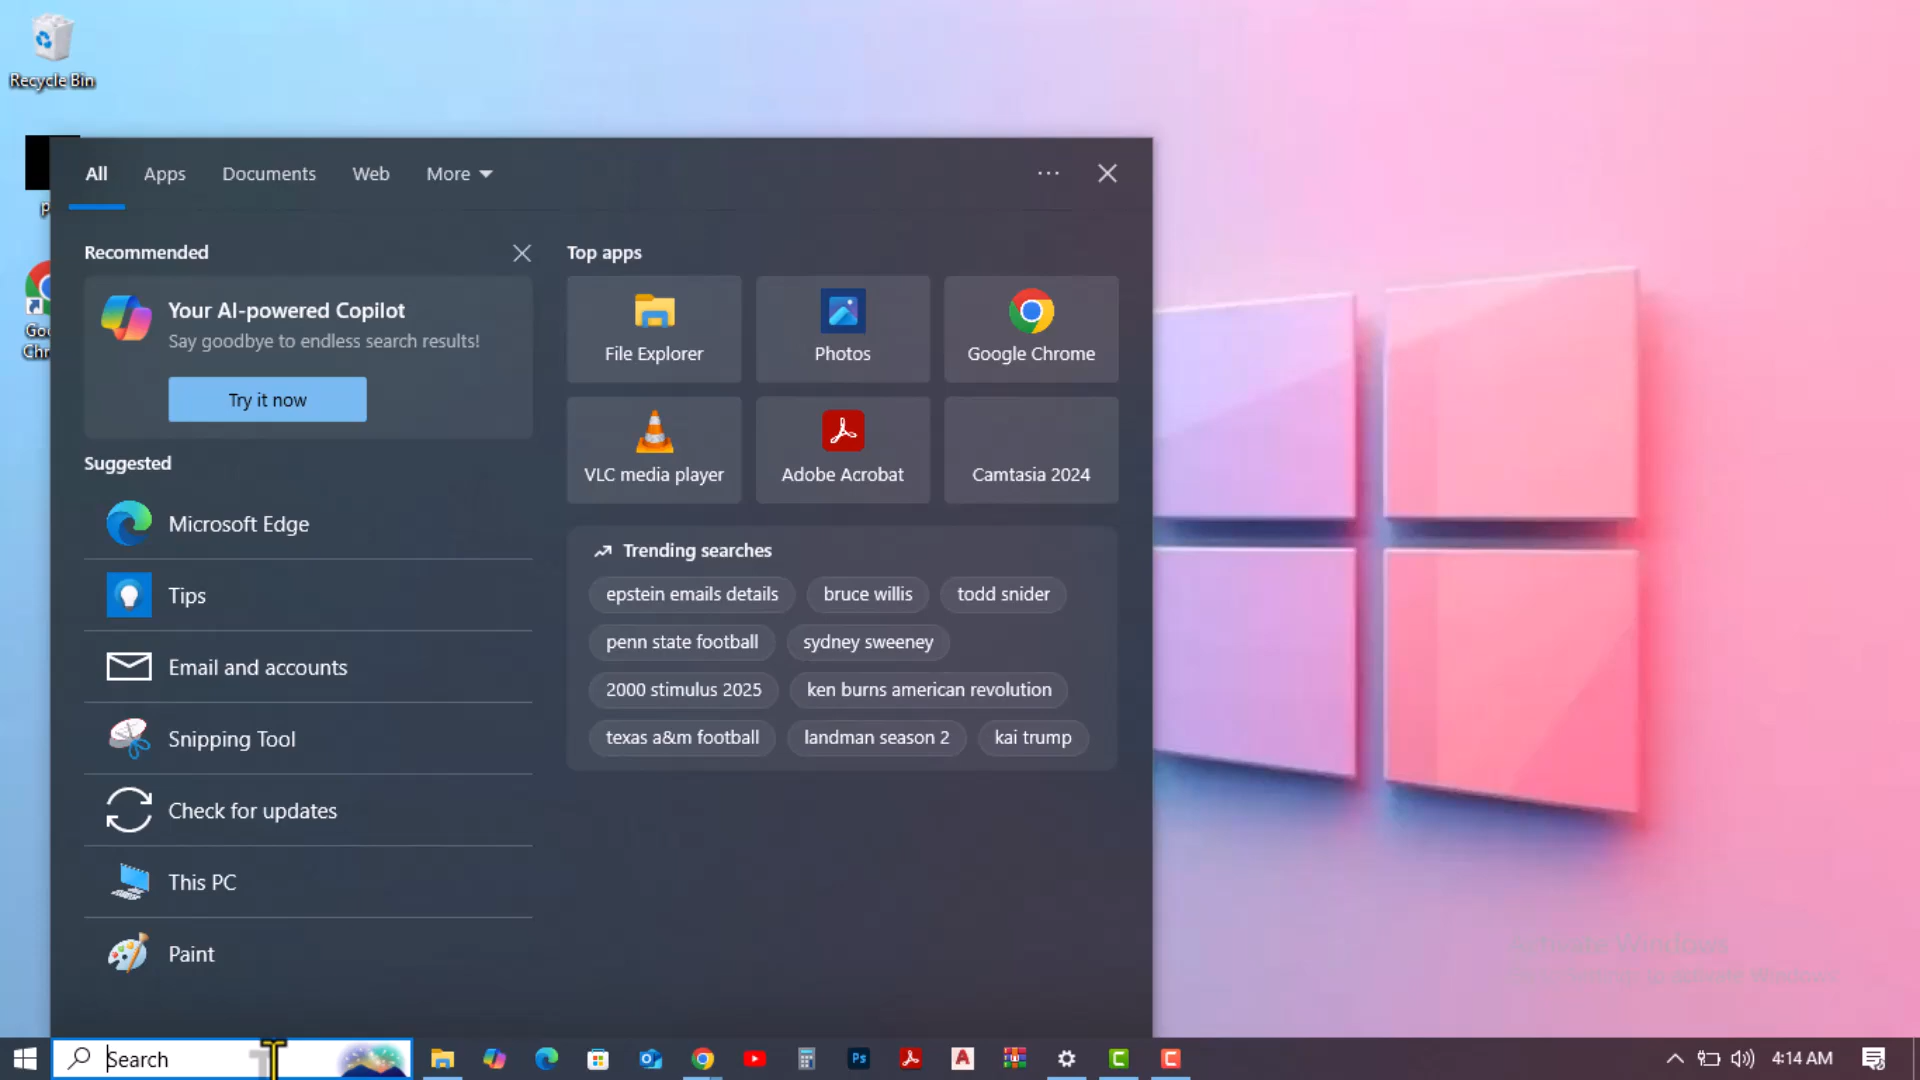 Recycle Bin
All Apps Documents Web More
Recommended
Your AI-powered Copilot
Say goodbye to endless search results!
Try it now
Suggested
Microsoft Edge
Tips
Email and accounts
Snipping Tool
Check for updates
This PC
Paint
Top apps
File Explorer
Photos
Google Chrome
VLC media player
Adobe Acrobat
Camtasia 2024
Trending searches
epstein emails details
bruce willis
todd snider
penn state football
sydney sweeney
2000 stimulus 2025
ken burns american revolution
texas a&m football
landman season 2
kai trump
Activate Windows
Search
Ps
4:14 AM